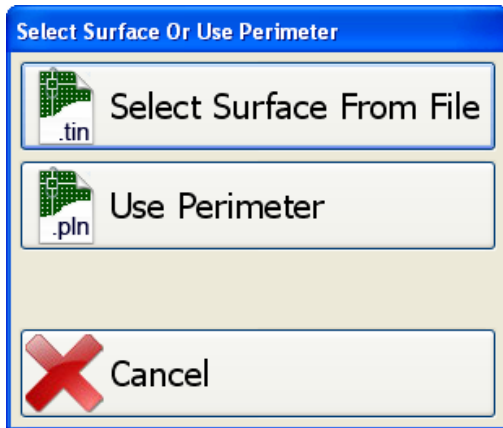 Select Surface Or Use Perimeter
.tin
Select Surface From File
.pln
Use Perimeter
Cancel